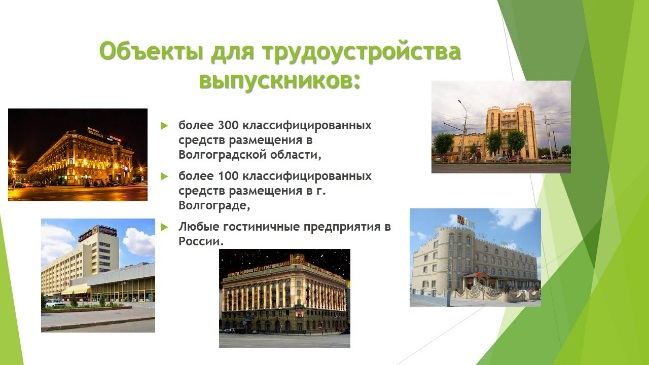 Объекты для трудоустройства
выпускников:
более 300 классифицированных
средств размещения в
Волгоградской области,
более 100 классифицированных
средств размещения в г.
Волгограде,
Любые гостиничные предприятия в
России.